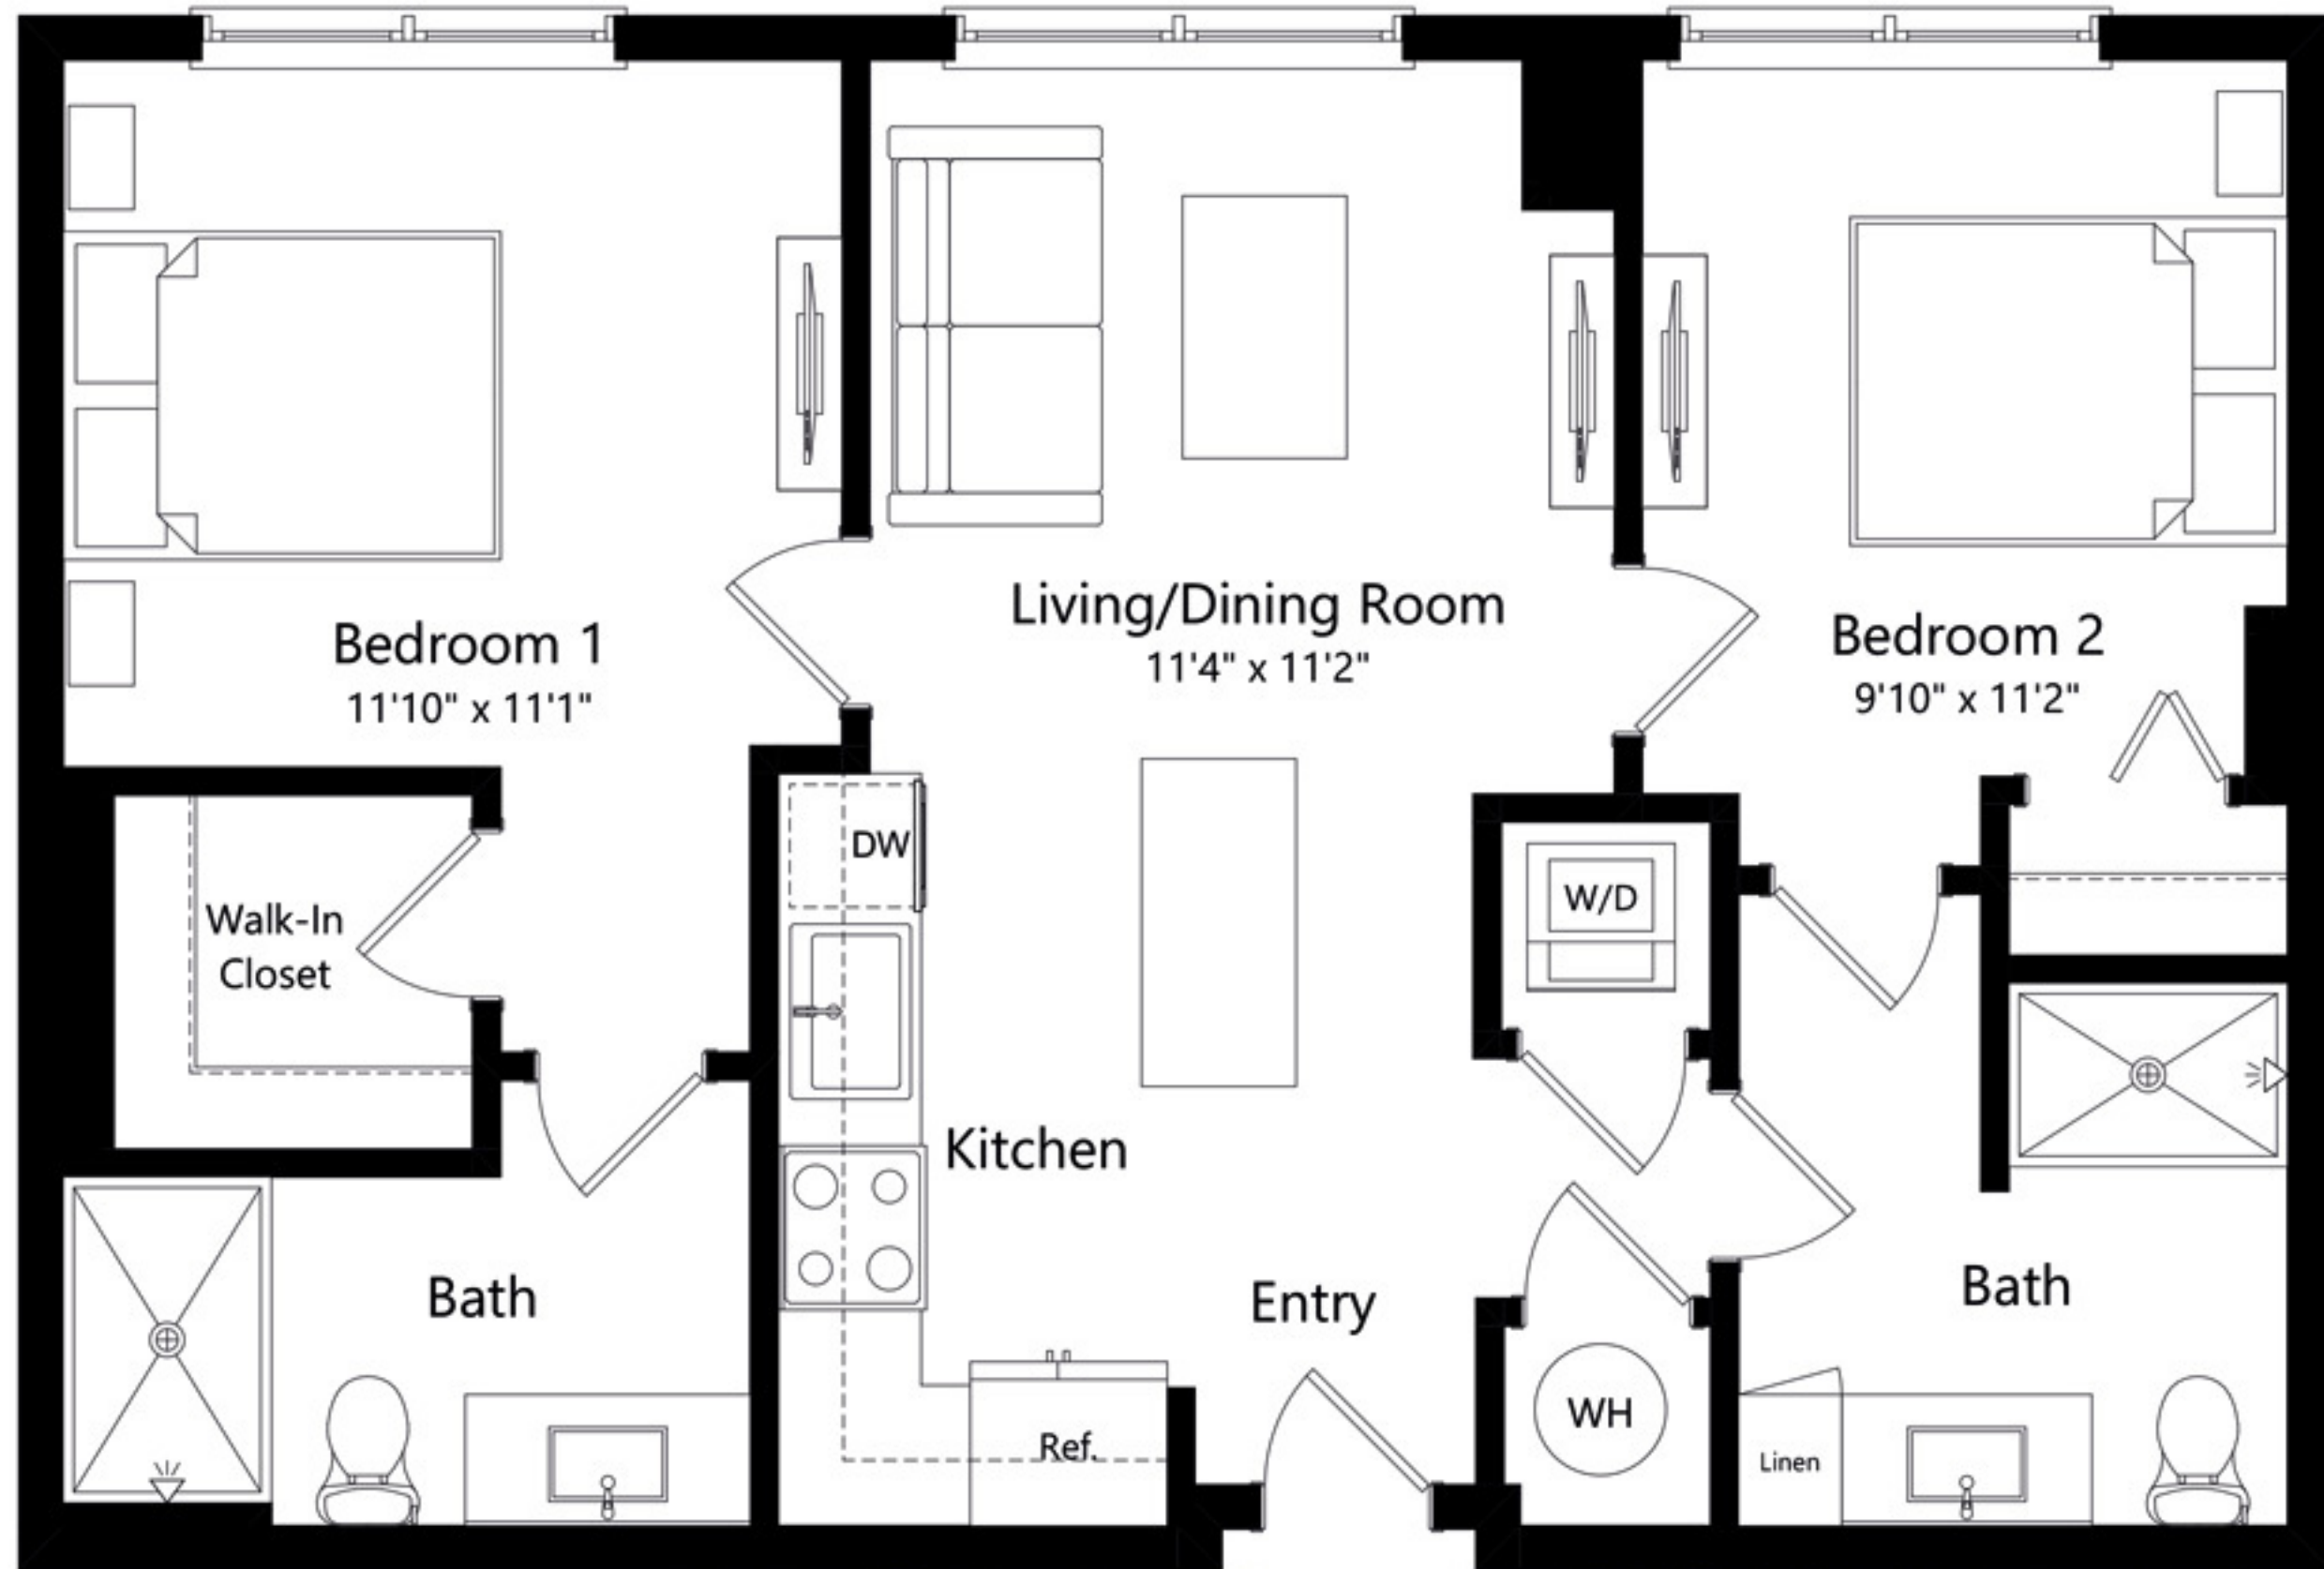 Bedroom 1
11'10" x 11'1"
Living/Dining Room
11'4" x 11'2"
Bedroom 2
9'10" x 11'2"
Walk-In
Closet
DW
W/D
Kitchen
Bath
Entry
Bath
Ref.
WH
Linen